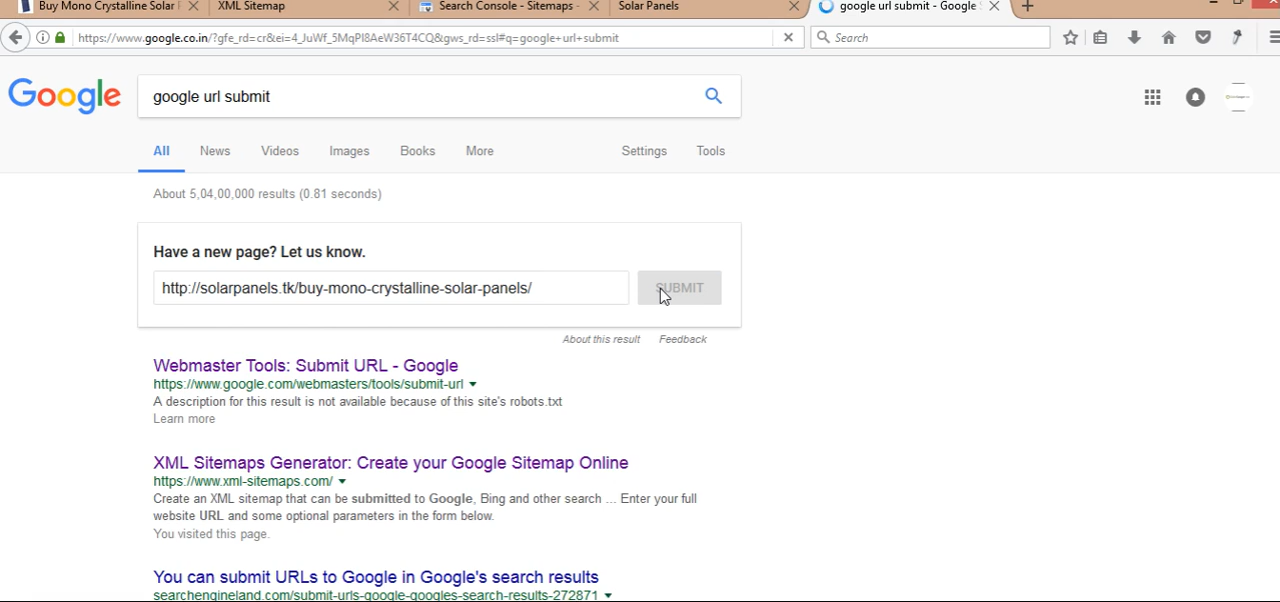 Buy Mono Crystalline Solar
XML Sitemap
Search Console - Sitemaps -
Solar Panels
google url submit - Google
https://www.google.co.in/?gfe_rd=cr&ei=4_JuWf_5MqPI8AeW36T4CQ&gws_rd=ssl#q=google+url+submit
Search
Google
google url submit
All
News
Videos
Images
Books
More
Settings
Tools
About 5,04,00,000 results (0.81 seconds)
Have a new page? Let us know.
http://solarpanels.tk/buy-mono-crystalline-solar-panels/
SUBMIT
About this result
Feedback
Webmaster Tools: Submit URL - Google
https://www.google.com/webmasters/tools/submit-url
A description for this result is not available because of this site's robots.txt
Learn more
XML Sitemaps Generator: Create your Google Sitemap Online
https://www.xml-sitemaps.com/
Create an XML sitemap that can be submitted to Google, Bing and other search ... Enter your full
website URL and some optional parameters in the form below.
You visited this page.
You can submit URLs to Google in Google's search results
searchengineland.com/submit-urls-google-googles-search-results-272871